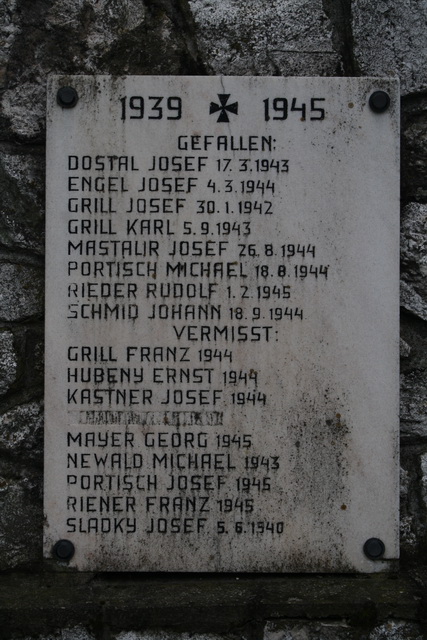 1939 1945
GEFALLEN:
DOSTAL JOSEF 17.3.1943
ENGEL JOSEF 4.3.1944
GRILL JOSEF 30.1.1942
GRILL KARL 5.9.1943
MASTALIR JOSEF 26.8.1944
PORTISCH MICHAEL 18.8.1944
RIEDER RUDOLF 1.2.1945
SCHMID JOHANN 18.9.1944
VERMISST:
GRILL FRANZ 1944
HUBENY ERNST 1944
KASTNER JOSEF 1944
MAYER GEORG 1945
NEWALD MICHAEL 1943
PORTISCH JOSEF 1945
RIENER FRANZ 1945
SLADKY JOSEF 5.6.1940